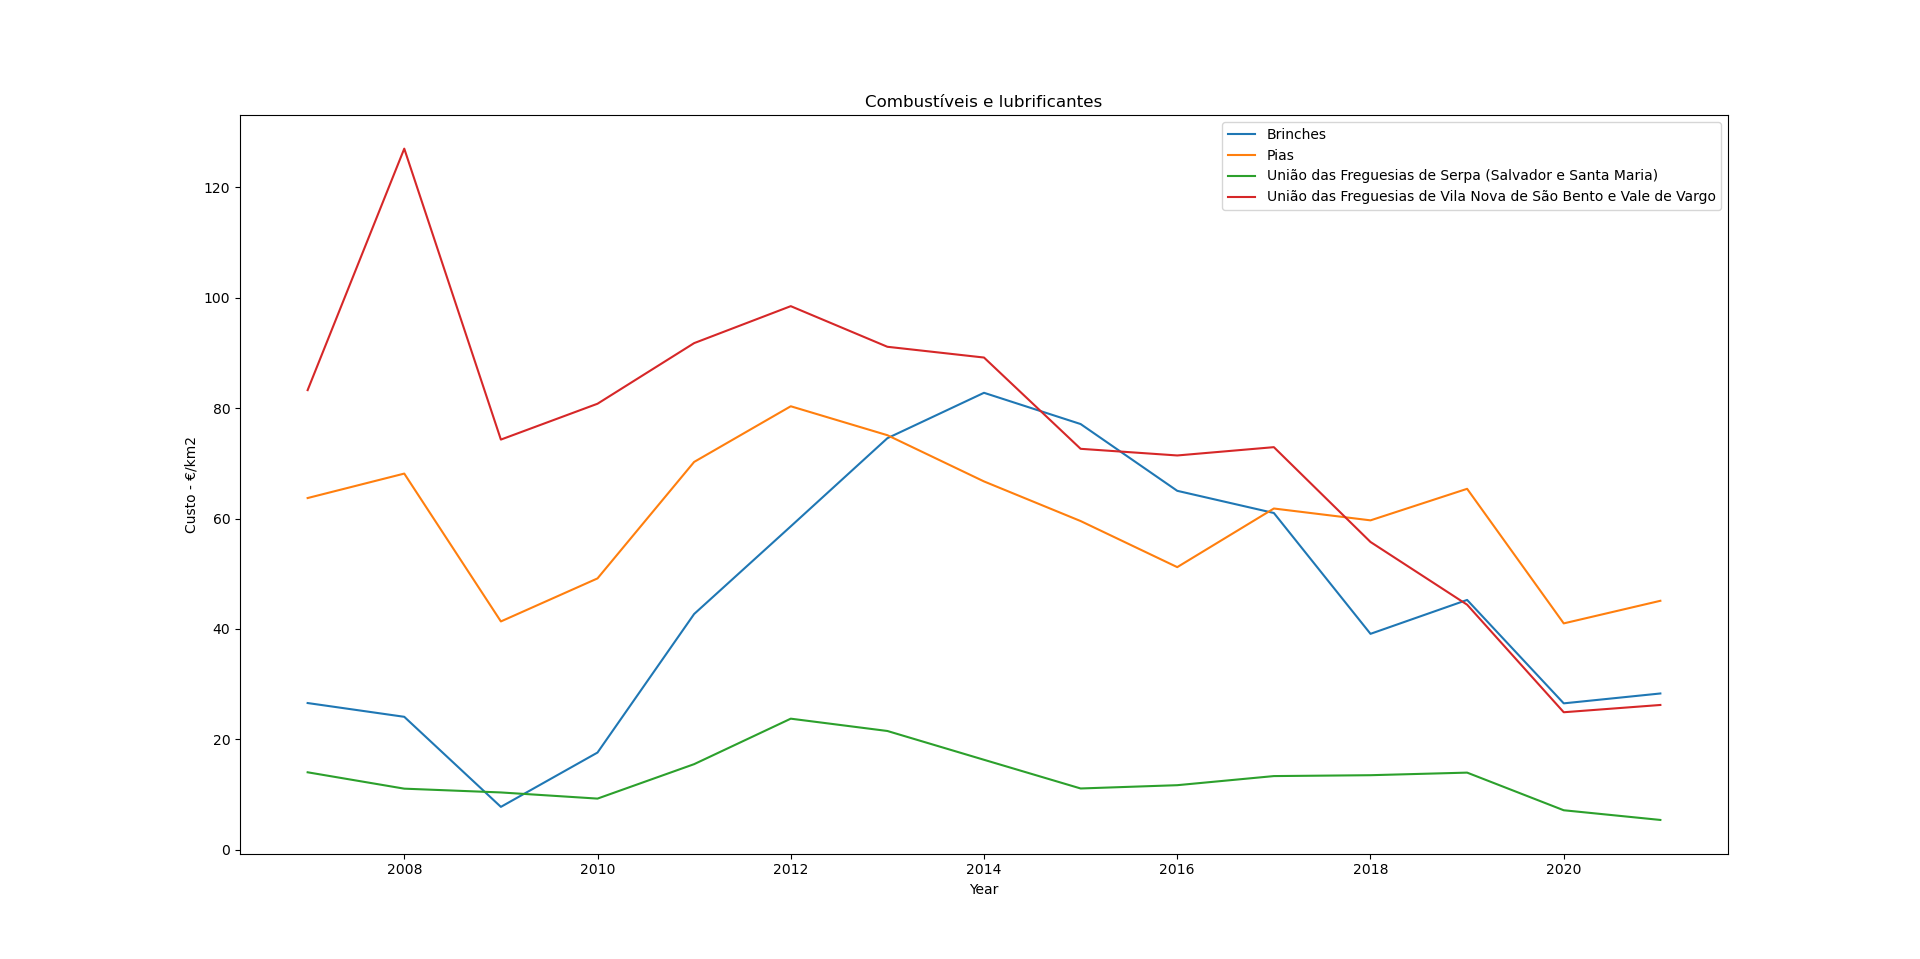 Combustíveis e lubrificantes
Brinches
Pias
União das Freguesias de Serpa (Salvador e Santa Maria)
União das Freguesias de Vila Nova de São Bento e Vale de Vargo
Custo - €/km2
120
100
80
60
40
20
0
2008 2010 2012 2014 2016 2018 2020
Year